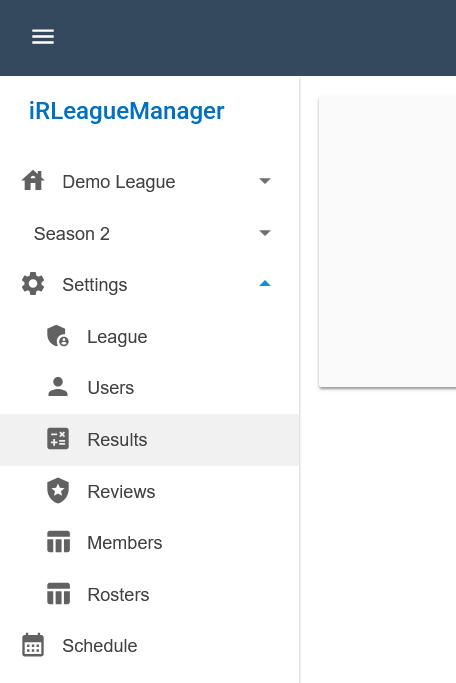 iRLeagueManager
Demo League
Season 2
Settings
League
Users
Results
Reviews
Members
Rosters
Schedule